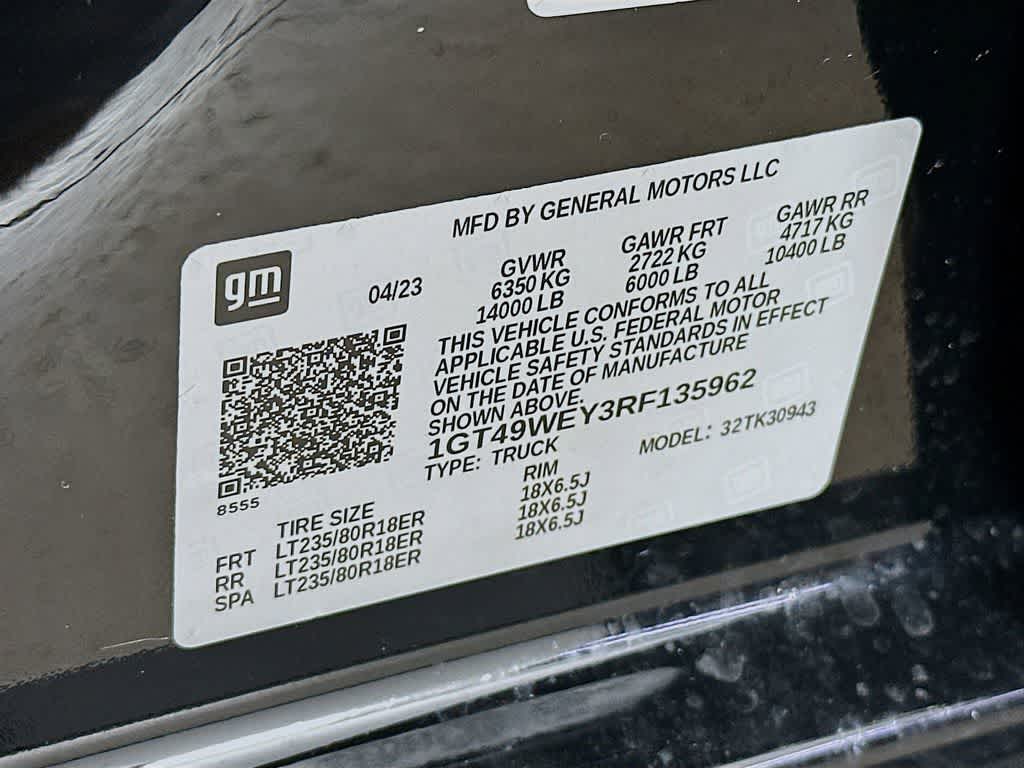 MFD BY GENERAL MOTORS LLC
gm
04/23
GVWR
6350 KG
14000 LB
GAWR FRT
2722 KG
6000 LB
GAWR RR
4717 KG
10400 LB
THIS VEHICLE CONFORMS TO ALL
APPLICABLE U.S. FEDERAL MOTOR
VEHICLE SAFETY STANDARDS IN EFFECT
ON THE DATE OF MANUFACTURE
SHOWN ABOVE.
1GT49WEY3RF135962
TYPE: TRUCK
MODEL: 32TK30943
8555
TIRE SIZE RIM
FRT LT235/80R18ER 18X6.5J
RR LT235/80R18ER 18X6.5J
SPA LT235/80R18ER 18X6.5J